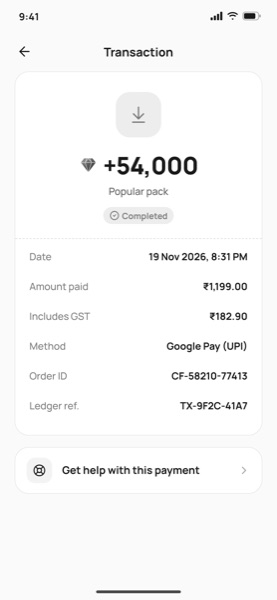 9:41
Transaction
+54,000
Popular pack
Completed
Date 19 Nov 2026, 8:31 PM
Amount paid ₹1,199.00
Includes GST ₹182.90
Method Google Pay (UPI)
Order ID CF-58210-77413
Ledger ref. TX-9F2C-41A7
Get help with this payment